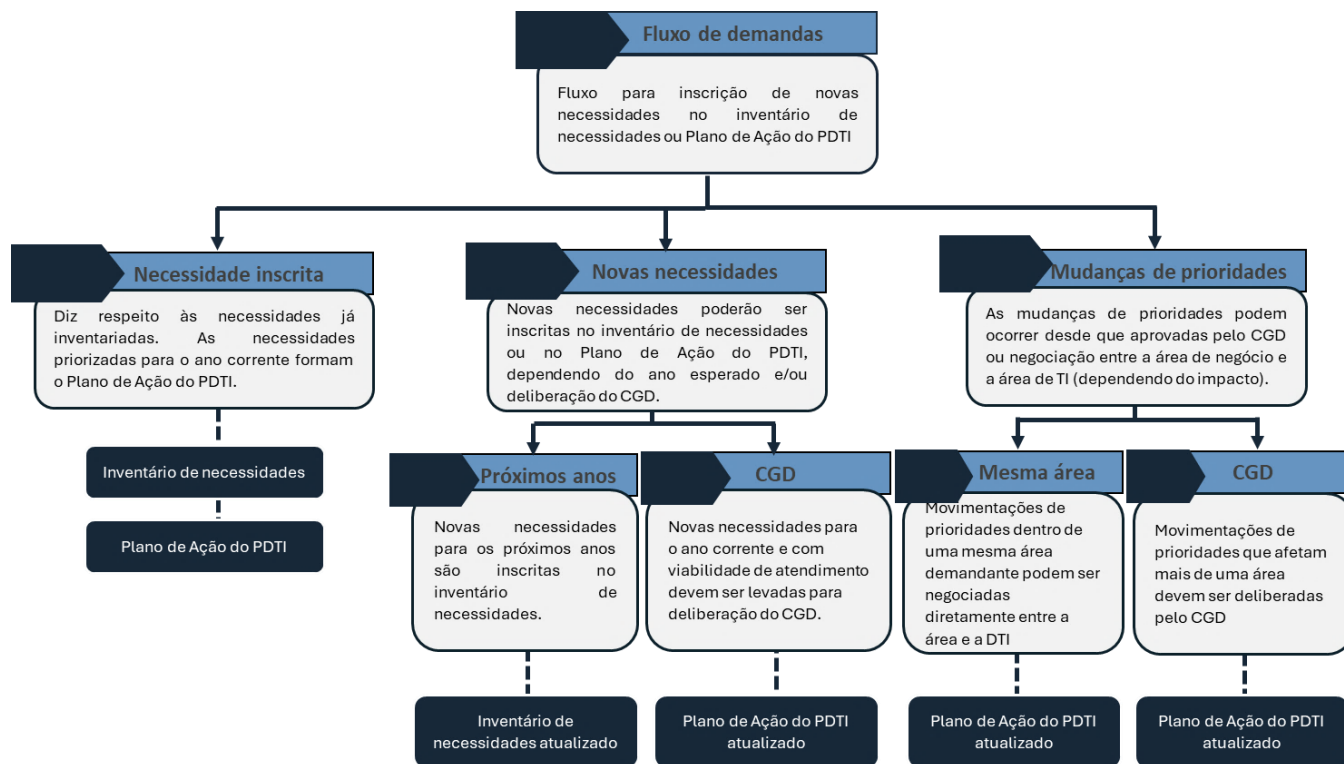 Fluxo de demandas
Fluxo para inscrição de novas
necessidades no inventário de
necessidades ou Plano de Ação do PDTI
Necessidade inscrita
Diz respeito às necessidades já
inventariadas. As necessidades
priorizadas para o ano corrente formam
o Plano de Ação do PDTI.
Inventário de necessidades
Plano de Ação do PDTI
Novas necessidades
Novas necessidades poderão ser
inscritas no inventário de necessidades
ou no Plano de Ação do PDTI,
dependendo do ano esperado e/ou
deliberação do CGD.
Próximos anos
Novas necessidades
para os próximos anos
são inscritas no
inventário de
necessidades.
Inventário de
necessidades atualizado
CGD
Novas necessidades para
o ano corrente e com
viabilidade de atendimento
devem ser levadas para
deliberação do CGD.
Plano de Ação do PDTI
atualizado
Mudanças de prioridades
As mudanças de prioridades podem
ocorrer desde que aprovadas pelo CGD
ou negociação entre a área de negócio e
a área de TI (dependendo do impacto).
Mesma área
Movimentações de
prioridades dentro de
uma mesma área
demandante podem ser
negociadas
diretamente entre a
área e a DTI
Plano de Ação do PDTI
atualizado
CGD
Movimentações de
prioridades que afetam
mais de uma área
devem ser deliberadas
pelo CGD
Plano de Ação do PDTI
atualizado